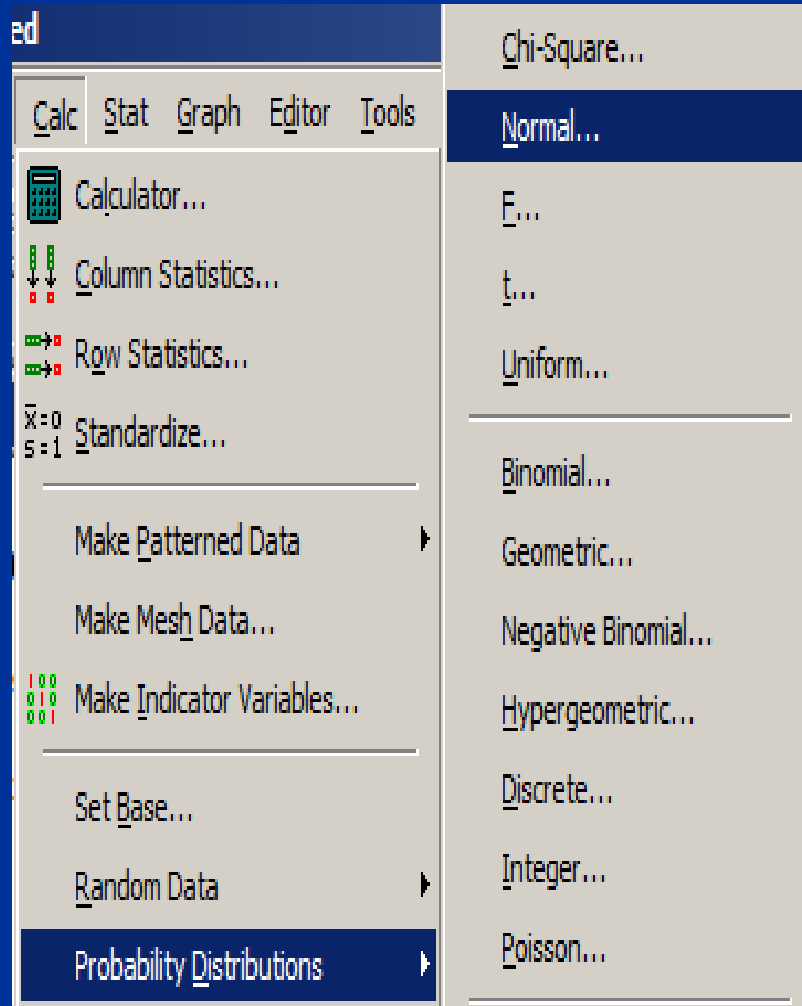 ed
Calc Stat Graph Editor Tools
Calculator...
Column Statistics...
Row Statistics...
x̄=0
s=1
Standardize...
Make Patterned Data
Make Mesh Data...
Make Indicator Variables...
Set Base...
Random Data
Probability Distributions
Chi-Square...
Normal...
F...
t...
Uniform...
Binomial...
Geometric...
Negative Binomial...
Hypergeometric...
Discrete...
Integer...
Poisson...